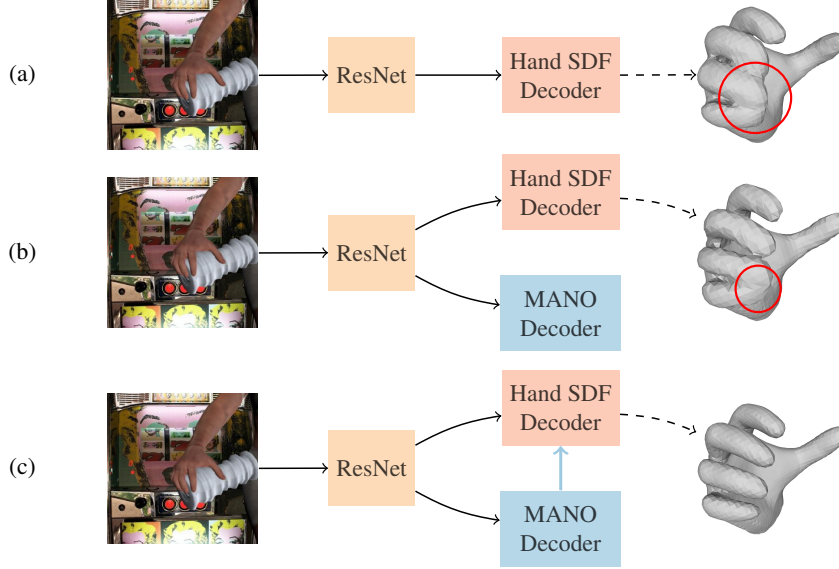 (a)
ResNet
Hand SDF
Decoder
(b)
ResNet
Hand SDF
Decoder
MANO
Decoder
(c)
ResNet
Hand SDF
Decoder
MANO
Decoder